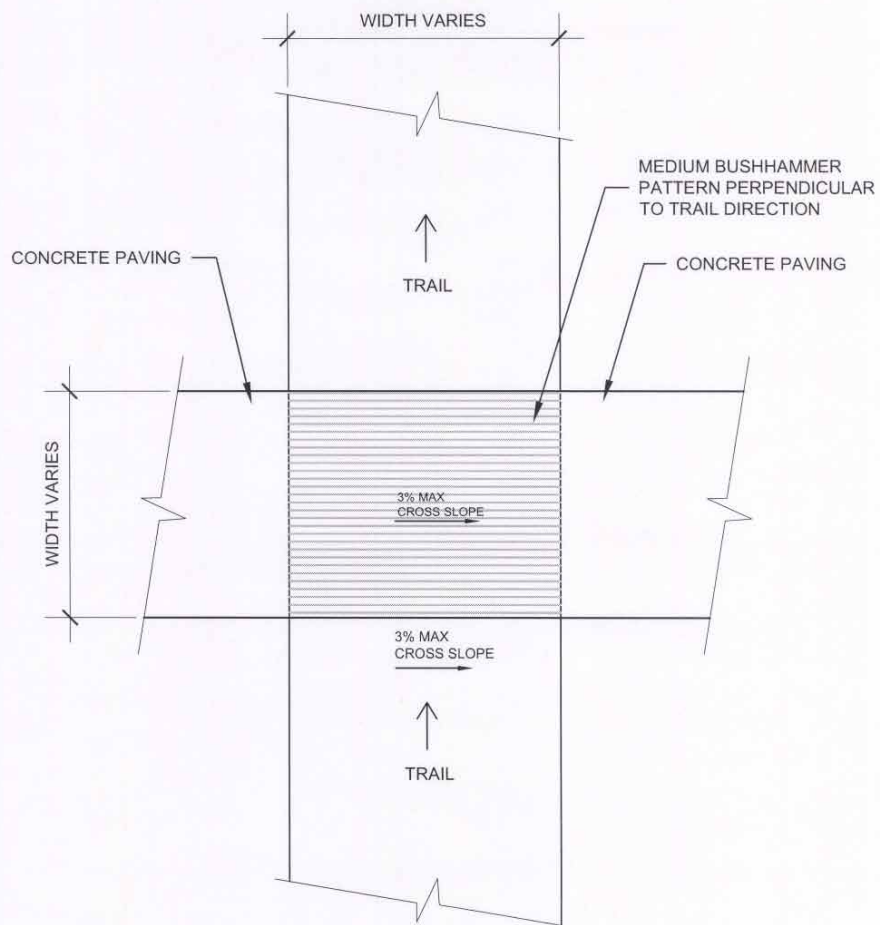 WIDTH VARIES
MEDIUM BUSHHAMMER
PATTERN PERPENDICULAR
TO TRAIL DIRECTION
CONCRETE PAVING
CONCRETE PAVING
TRAIL
WIDTH VARIES
3% MAX
CROSS SLOPE
3% MAX
CROSS SLOPE
TRAIL